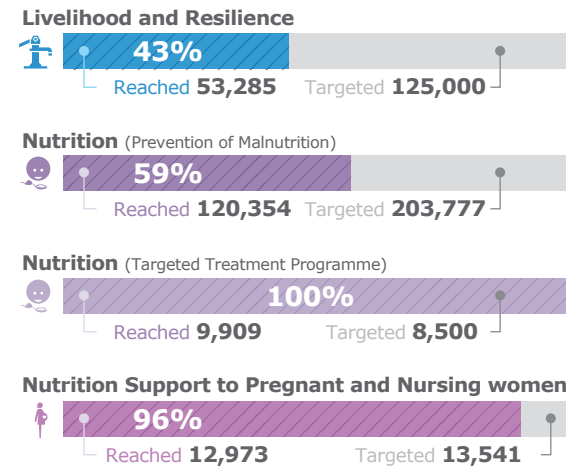 Livelihood and Resilience
43%
Reached 53,285 Targeted 125,000
Nutrition (Prevention of Malnutrition)
59%
Reached 120,354 Targeted 203,777
Nutrition (Targeted Treatment Programme)
100%
Reached 9,909 Targeted 8,500
Nutrition Support to Pregnant and Nursing women
96%
Reached 12,973 Targeted 13,541